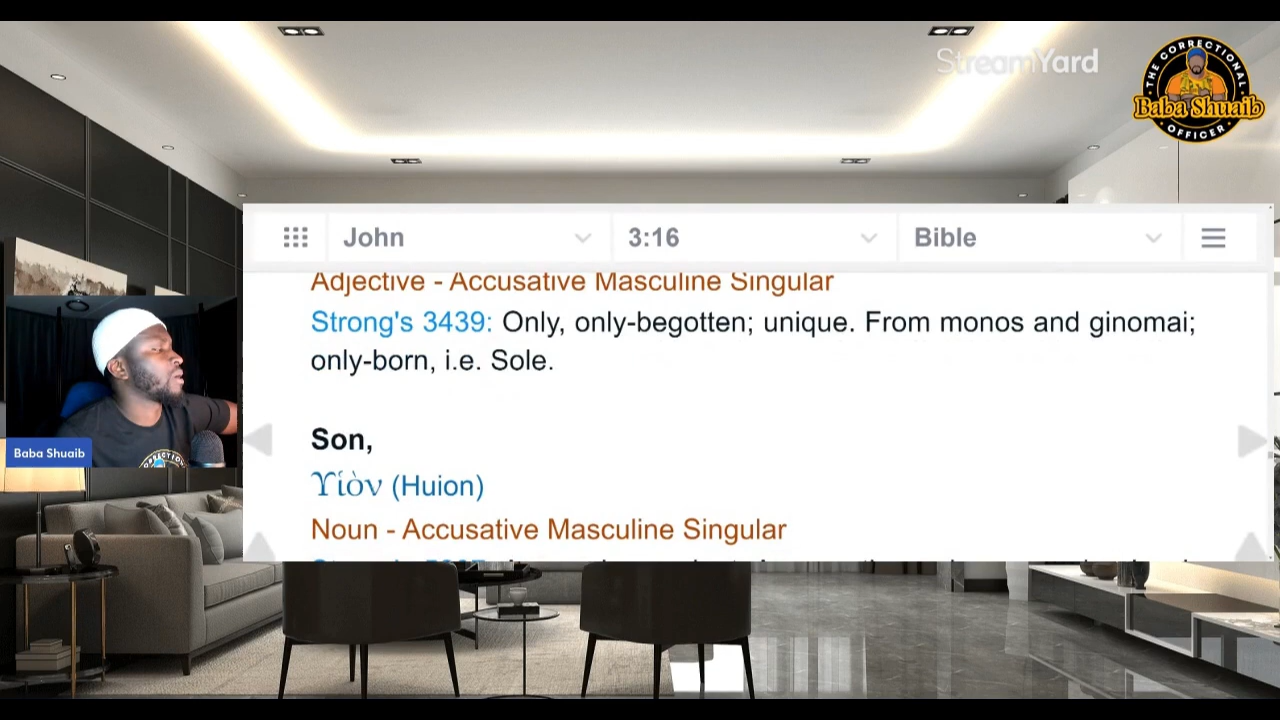 StreamYard
THE CORRECTIONAL
Baba Shuaib
OFFICER
John 3:16 Bible
Adjective - Accusative Masculine Singular
Strong's 3439: Only, only-begotten; unique. From monos and ginomai;
only-born, i.e. Sole.
Son,
Υἱὸν (Huion)
Noun - Accusative Masculine Singular
Baba Shuaib